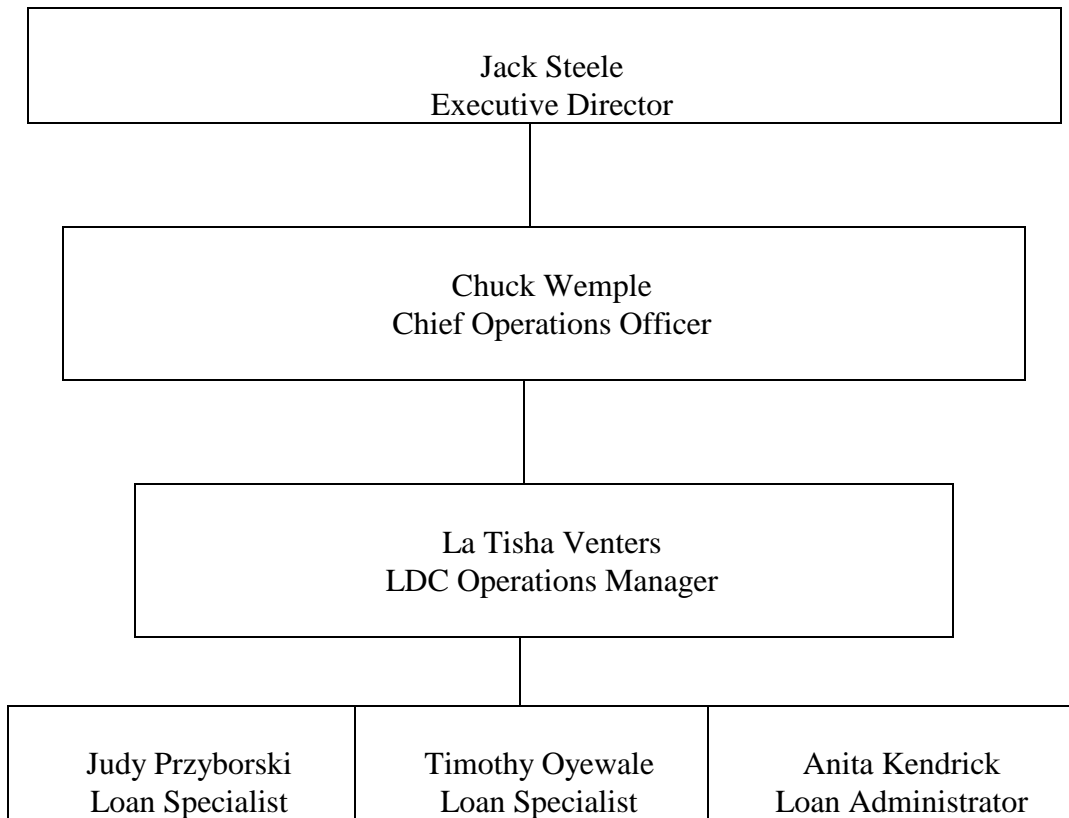 Jack Steele
Executive Director
Chuck Wemple
Chief Operations Officer
La Tisha Venters
LDC Operations Manager
Judy Przyborski
Loan Specialist
Timothy Oyewale
Loan Specialist
Anita Kendrick
Loan Administrator